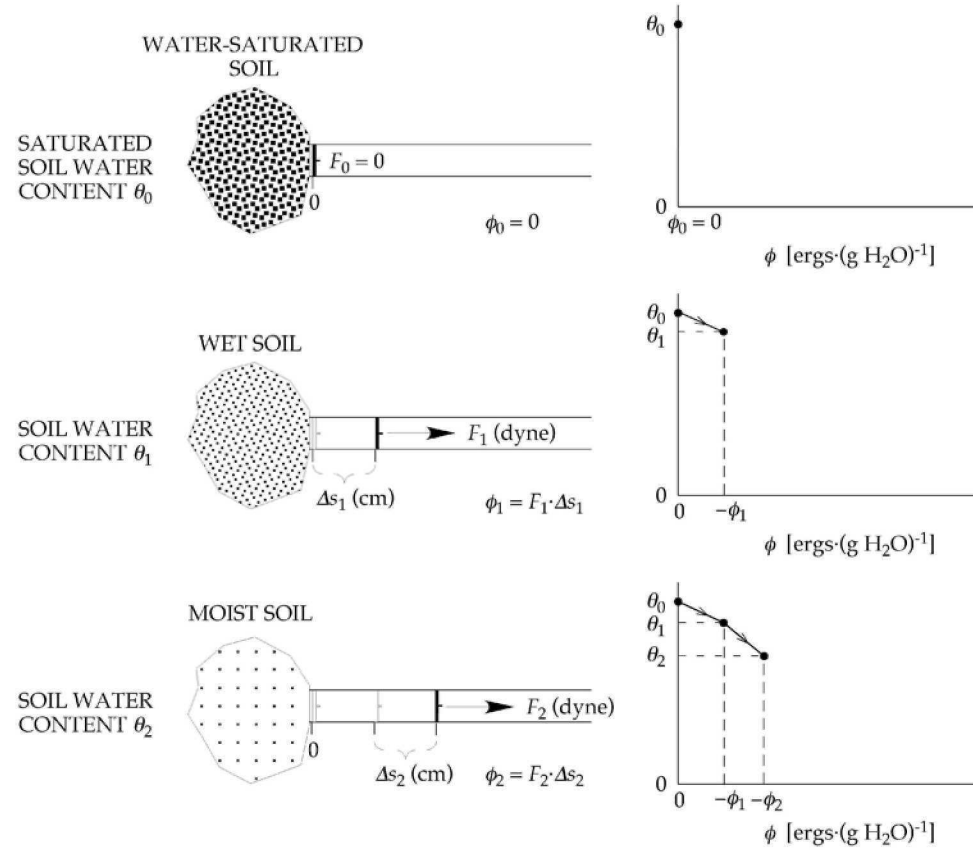 WATER-SATURATED
SOIL
SATURATED
SOIL WATER
CONTENT θ₀
F₀ = 0
0
ϕ₀ = 0
θ₀
0
ϕ₀ = 0
ϕ [ergs·(g H₂O)⁻¹]
WET SOIL
SOIL WATER
CONTENT θ₁
F₁ (dyne)
0
Δs₁ (cm)
ϕ₁ = F₁·Δs₁
θ₀
θ₁
0
0
−ϕ₁
ϕ [ergs·(g H₂O)⁻¹]
MOIST SOIL
SOIL WATER
CONTENT θ₂
F₂ (dyne)
0
Δs₂ (cm)
ϕ₂ = F₂·Δs₂
θ₀
θ₁
θ₂
0
0
−ϕ₁
−ϕ₂
ϕ [ergs·(g H₂O)⁻¹]